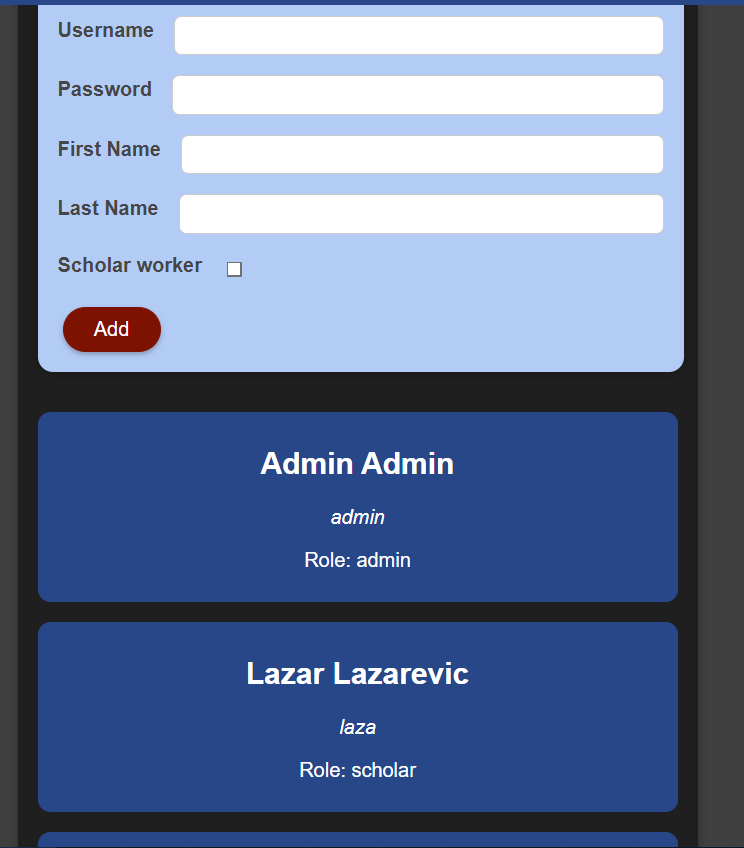 Username
Password
First Name
Last Name
Scholar worker
Add
Admin Admin
admin
Role: admin
Lazar Lazarevic
laza
Role: scholar